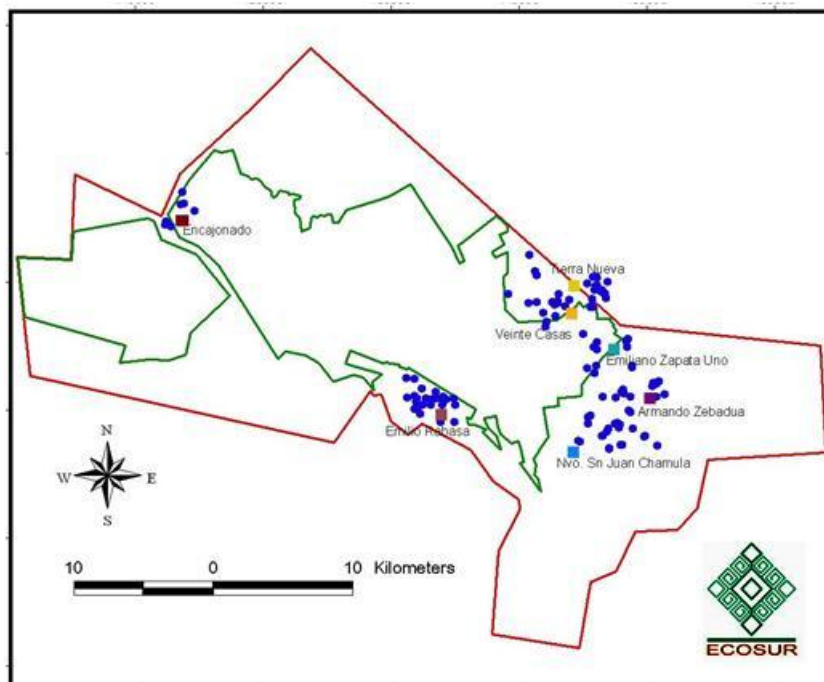 Encajonado
Tierra Nueva
Veinte Casas
Emiliano Zapata Uno
Armando Zebadua
Emilio Rabasa
Nvo. Sn Juan Chamula
N
W E
S
10 0 10 Kilometers
ECOSUR